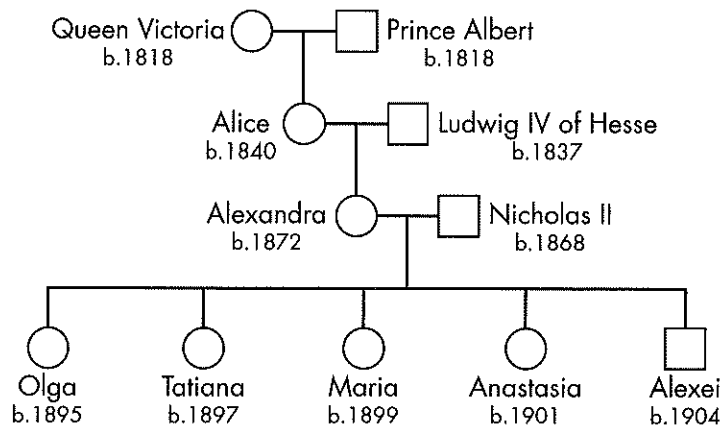 Queen Victoria
b.1818
Prince Albert
b.1818
Alice
b.1840
Ludwig IV of Hesse
b.1837
Alexandra
b.1872
Nicholas II
b.1868
Olga
b.1895
Tatiana
b.1897
Maria
b.1899
Anastasia
b.1901
Alexei
b.1904